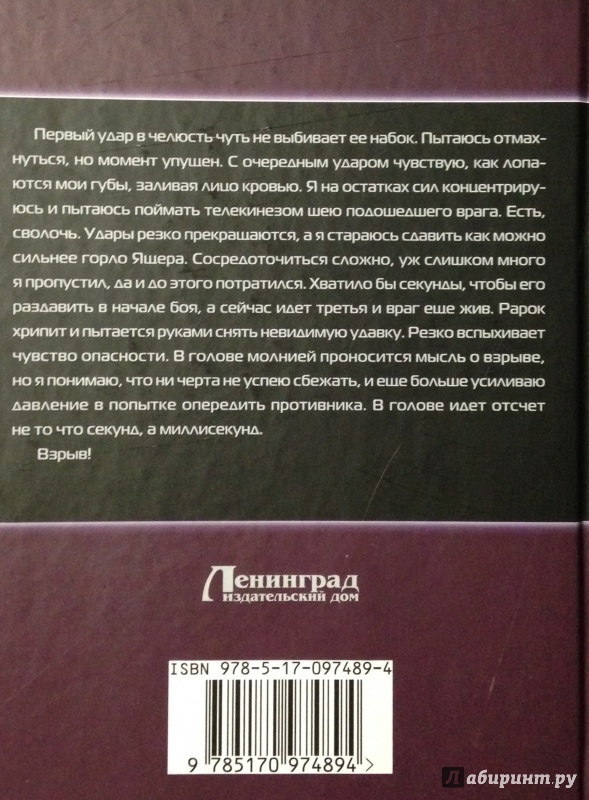 Первый удар в челюсть чуть не выбивает ее набок. Пытаюсь отмах-
нуться, но момент упущен. С очередным ударом чувствую, как лопа-
ются мои губы, заливая лицо кровью. Я на остатках сил концентриру-
юсь и пытаюсь поймать телекинезом шею подошедшего врага. Есть,
сволочь. Удары резко прекращаются, а я стараюсь сдавить как можно
сильнее горло Ящера. Сосредоточиться сложно, уж слишком много
я пропустил, да и до этого потратился. Хватило бы секунды, чтобы его
раздавить в начале боя, а сейчас идет третья и враг еще жив. Рарок
хрипит и пытается руками снять невидимую удавку. Резко вспыхивает
чувство опасности. В голове молнией проносится мысль о взрыве,
но я понимаю, что ни черта не успею сбежать, и еще больше усиливаю
давление в попытке опередить противника. В голове идет отсчет
не то что секунд, а миллисекунд.
Взрыв!
Ленинград
издательский дом
ISBN 978-5-17-097489-4
9 785170 974894 >
Лабиринт.ру